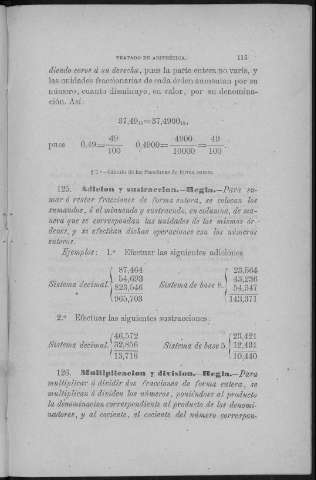 TRATADO DE ARITMÉTICA. 115
diendo ceros á su derecha, pues la parte entera no varía, y
las unidades fraccionarias de cada órden aumentan por su
número, cuanto disminuye, en valor, por su denomina-
ción. Así:
37,49=37,4900
pues 0,49=49/100 0,4900=4900/10000=49/100.
§ 2.º—Cálculo de las fracciones de forma entera.
125. Adicion y sustraccion.—Regla.—Para su-
mar ó restar fracciones de forma entera, se colocan los
sumandos, ó el minuendo y sustraendo, en columna, de ma-
nera que se correspondan las unidades de los mismos ór-
denes, y se efectúan dichas operaciones con los números
enteros.
Ejemplos: 1.º Efectuar las siguientes adiciones
87,464 23,564
54,693 43,236
Sistema decimal. 823,546 Sistema de base 8. 54,347
965,703 143,371
2.º Efectuar las siguientes sustracciones:
46,572 23,421
Sistema decimal. 32,856 Sistema de base 5. 12,431
13,716 10,440
126. Multiplicacion y division.—Regla.—Para
multiplicar ó dividir dos fracciones de forma entera, se
multiplican ó dividen los números, poniéndose al producto
la denominacion correspondiente al producto de los denomi-
nadores, y al cociente, el cociente del número correspon-